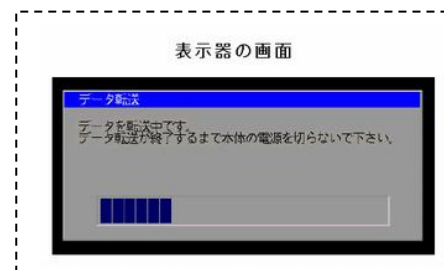 表示器の画面
データ転送
データを転送中です。
データ転送が終了するまで本体の電源を切らないで下さい。